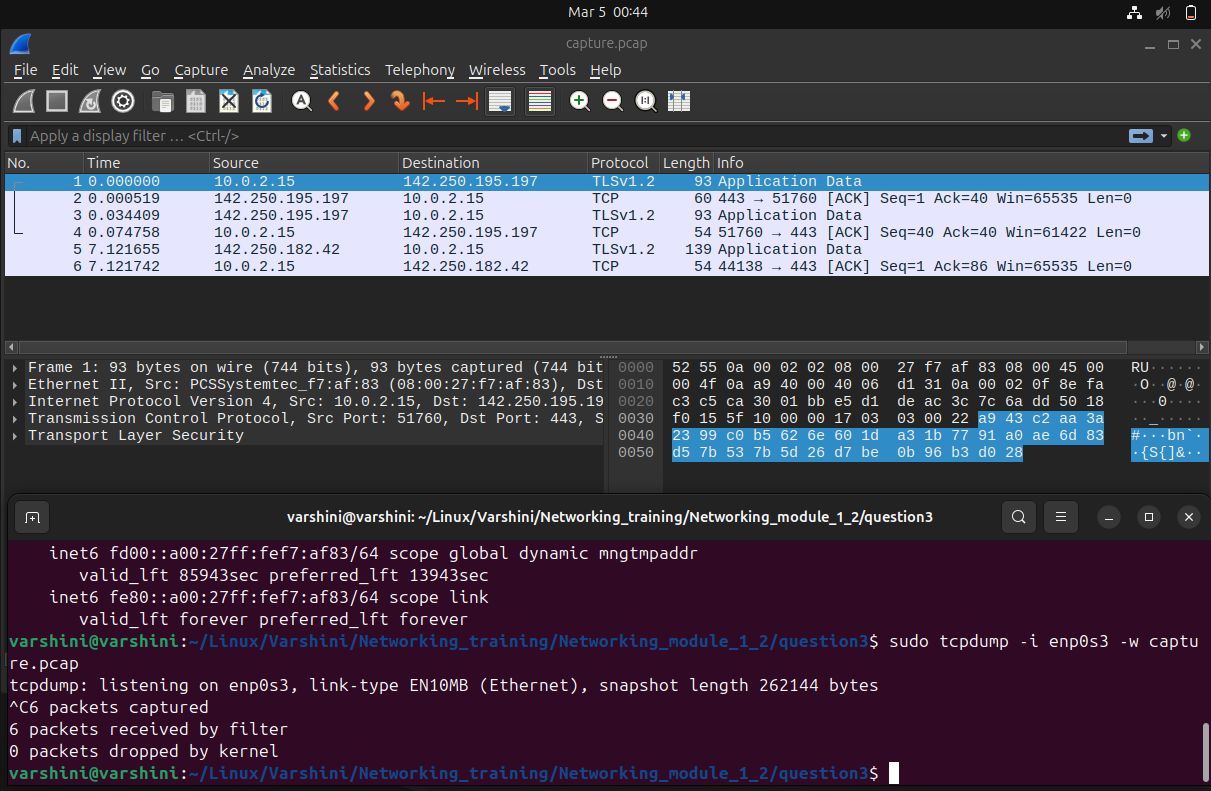 Mar 5 00:44
capture.pcap
File Edit View Go Capture Analyze Statistics Telephony Wireless Tools Help
Apply a display filter … <Ctrl-/>
No. Time Source Destination Protocol Length Info
1 0.000000 10.0.2.15 142.250.195.197 TLSv1.2 93 Application Data
2 0.000519 142.250.195.197 10.0.2.15 TCP 60 443 → 51760 [ACK] Seq=1 Ack=40 Win=65535 Len=0
3 0.034409 142.250.195.197 10.0.2.15 TLSv1.2 93 Application Data
4 0.074758 10.0.2.15 142.250.195.197 TCP 54 51760 → 443 [ACK] Seq=40 Ack=40 Win=61422 Len=0
5 7.121655 142.250.182.42 10.0.2.15 TLSv1.2 139 Application Data
6 7.121742 10.0.2.15 142.250.182.42 TCP 54 44138 → 443 [ACK] Seq=1 Ack=86 Win=65535 Len=0
Frame 1: 93 bytes on wire (744 bits), 93 bytes captured (744 bit
Ethernet II, Src: PCSSystemtec_f7:af:83 (08:00:27:f7:af:83), Dst
Internet Protocol Version 4, Src: 10.0.2.15, Dst: 142.250.195.19
Transmission Control Protocol, Src Port: 51760, Dst Port: 443, S
Transport Layer Security
0000 52 55 0a 00 02 02 08 00 27 f7 af 83 08 00 45 00 RU······
0010 00 4f 0a a9 40 00 40 06 d1 31 0a 00 02 0f 8e fa ·O··@·@·
0020 c3 c5 ca 30 01 bb e5 d1 de ac 3c 7c 6a dd 50 18 ···0····
0030 f0 15 5f 10 00 00 17 03 03 00 22 a9 43 c2 aa 3a ··_·····
0040 23 99 c0 b5 62 6e 60 1d a3 1b 77 91 a0 ae 6d 83 #···bn`·
0050 d5 7b 53 7b 5d 26 d7 be 0b 96 b3 d0 28 ·{S{]&··
varshini@varshini: ~/Linux/Varshini/Networking_training/Networking_module_1_2/question3
inet6 fd00::a00:27ff:fef7:af83/64 scope global dynamic mngtmpaddr
valid_lft 85943sec preferred_lft 13943sec
inet6 fe80::a00:27ff:fef7:af83/64 scope link
valid_lft forever preferred_lft forever
varshini@varshini:~/Linux/Varshini/Networking_training/Networking_module_1_2/question3$ sudo tcpdump -i enp0s3 -w captu
re.pcap
tcpdump: listening on enp0s3, link-type EN10MB (Ethernet), snapshot length 262144 bytes
^C6 packets captured
6 packets received by filter
0 packets dropped by kernel
varshini@varshini:~/Linux/Varshini/Networking_training/Networking_module_1_2/question3$